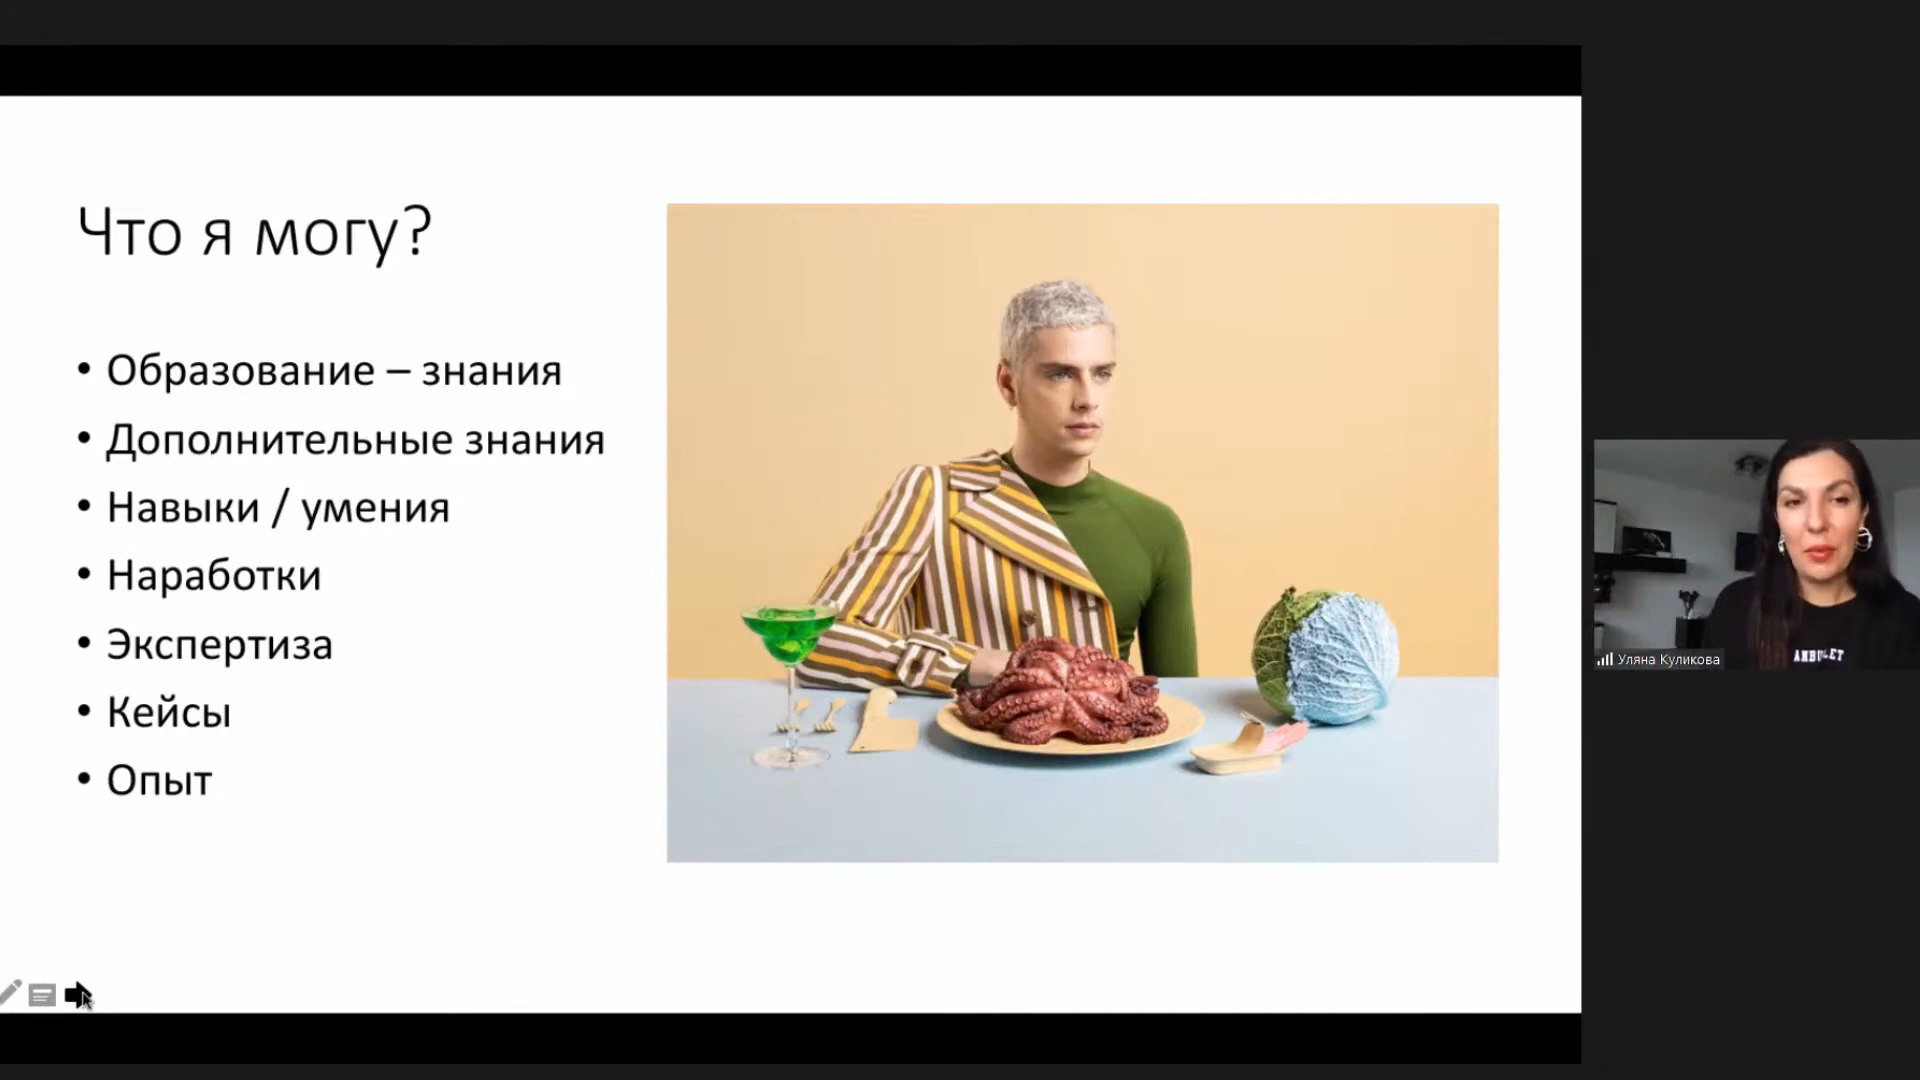 Что я могу?
• Образование – знания
• Дополнительные знания
• Навыки / умения
• Наработки
• Экспертиза
• Кейсы
• Опыт
Уляна Куликова